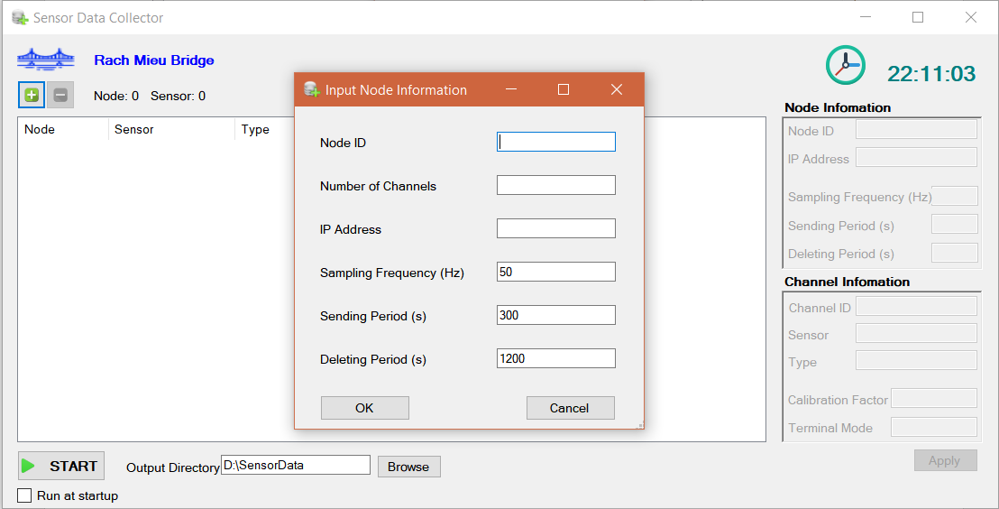 Sensor Data Collector
Rach Mieu Bridge
22:11:03
Node: 0 Sensor: 0
Node Sensor Type
Input Node Information
Node ID
Number of Channels
IP Address
Sampling Frequency (Hz) 50
Sending Period (s) 300
Deleting Period (s) 1200
OK Cancel
Node Infomation
Node ID
IP Address
Sampling Frequency (Hz)
Sending Period (s)
Deleting Period (s)
Channel Infomation
Channel ID
Sensor
Type
Calibration Factor
Terminal Mode
Apply
START Output Directory D:\SensorData Browse
Run at startup